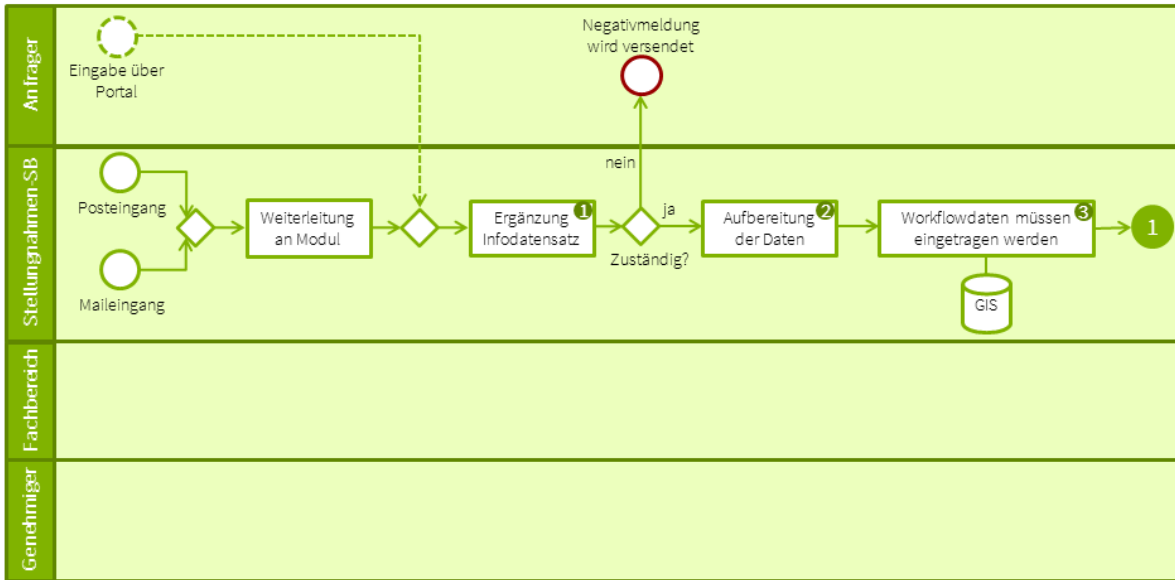 Anfrager
Eingabe über
Portal
Negativmeldung
wird versendet
Stellungnahmen-SB
Posteingang
Maileingang
Weiterleitung
an Modul
Ergänzung
Infodatensatz
1
nein
ja
Zuständig?
Aufbereitung
der Daten
2
Workflowdaten müssen
eingetragen werden
3
GIS
1
Fachbereich
Genehmiger